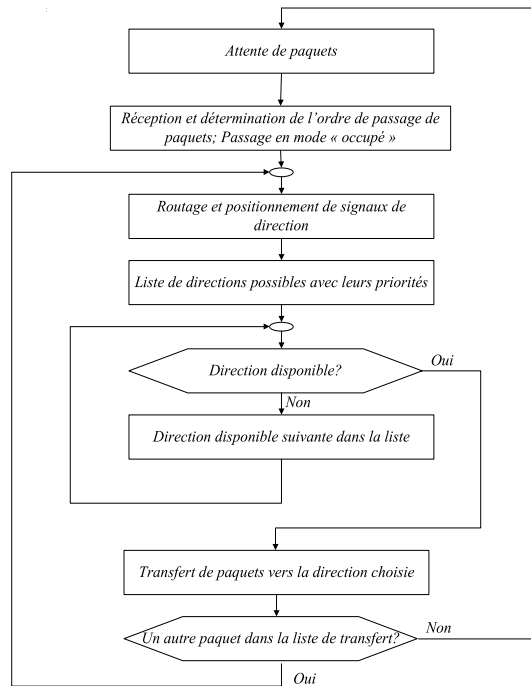 Attente de paquets
Réception et détermination de l'ordre de passage de
paquets; Passage en mode « occupé »
Routage et positionnement de signaux de
direction
Liste de directions possibles avec leurs priorités
Direction disponible?
Oui
Non
Direction disponible suivante dans la liste
Transfert de paquets vers la direction choisie
Un autre paquet dans la liste de transfert?
Non
Oui